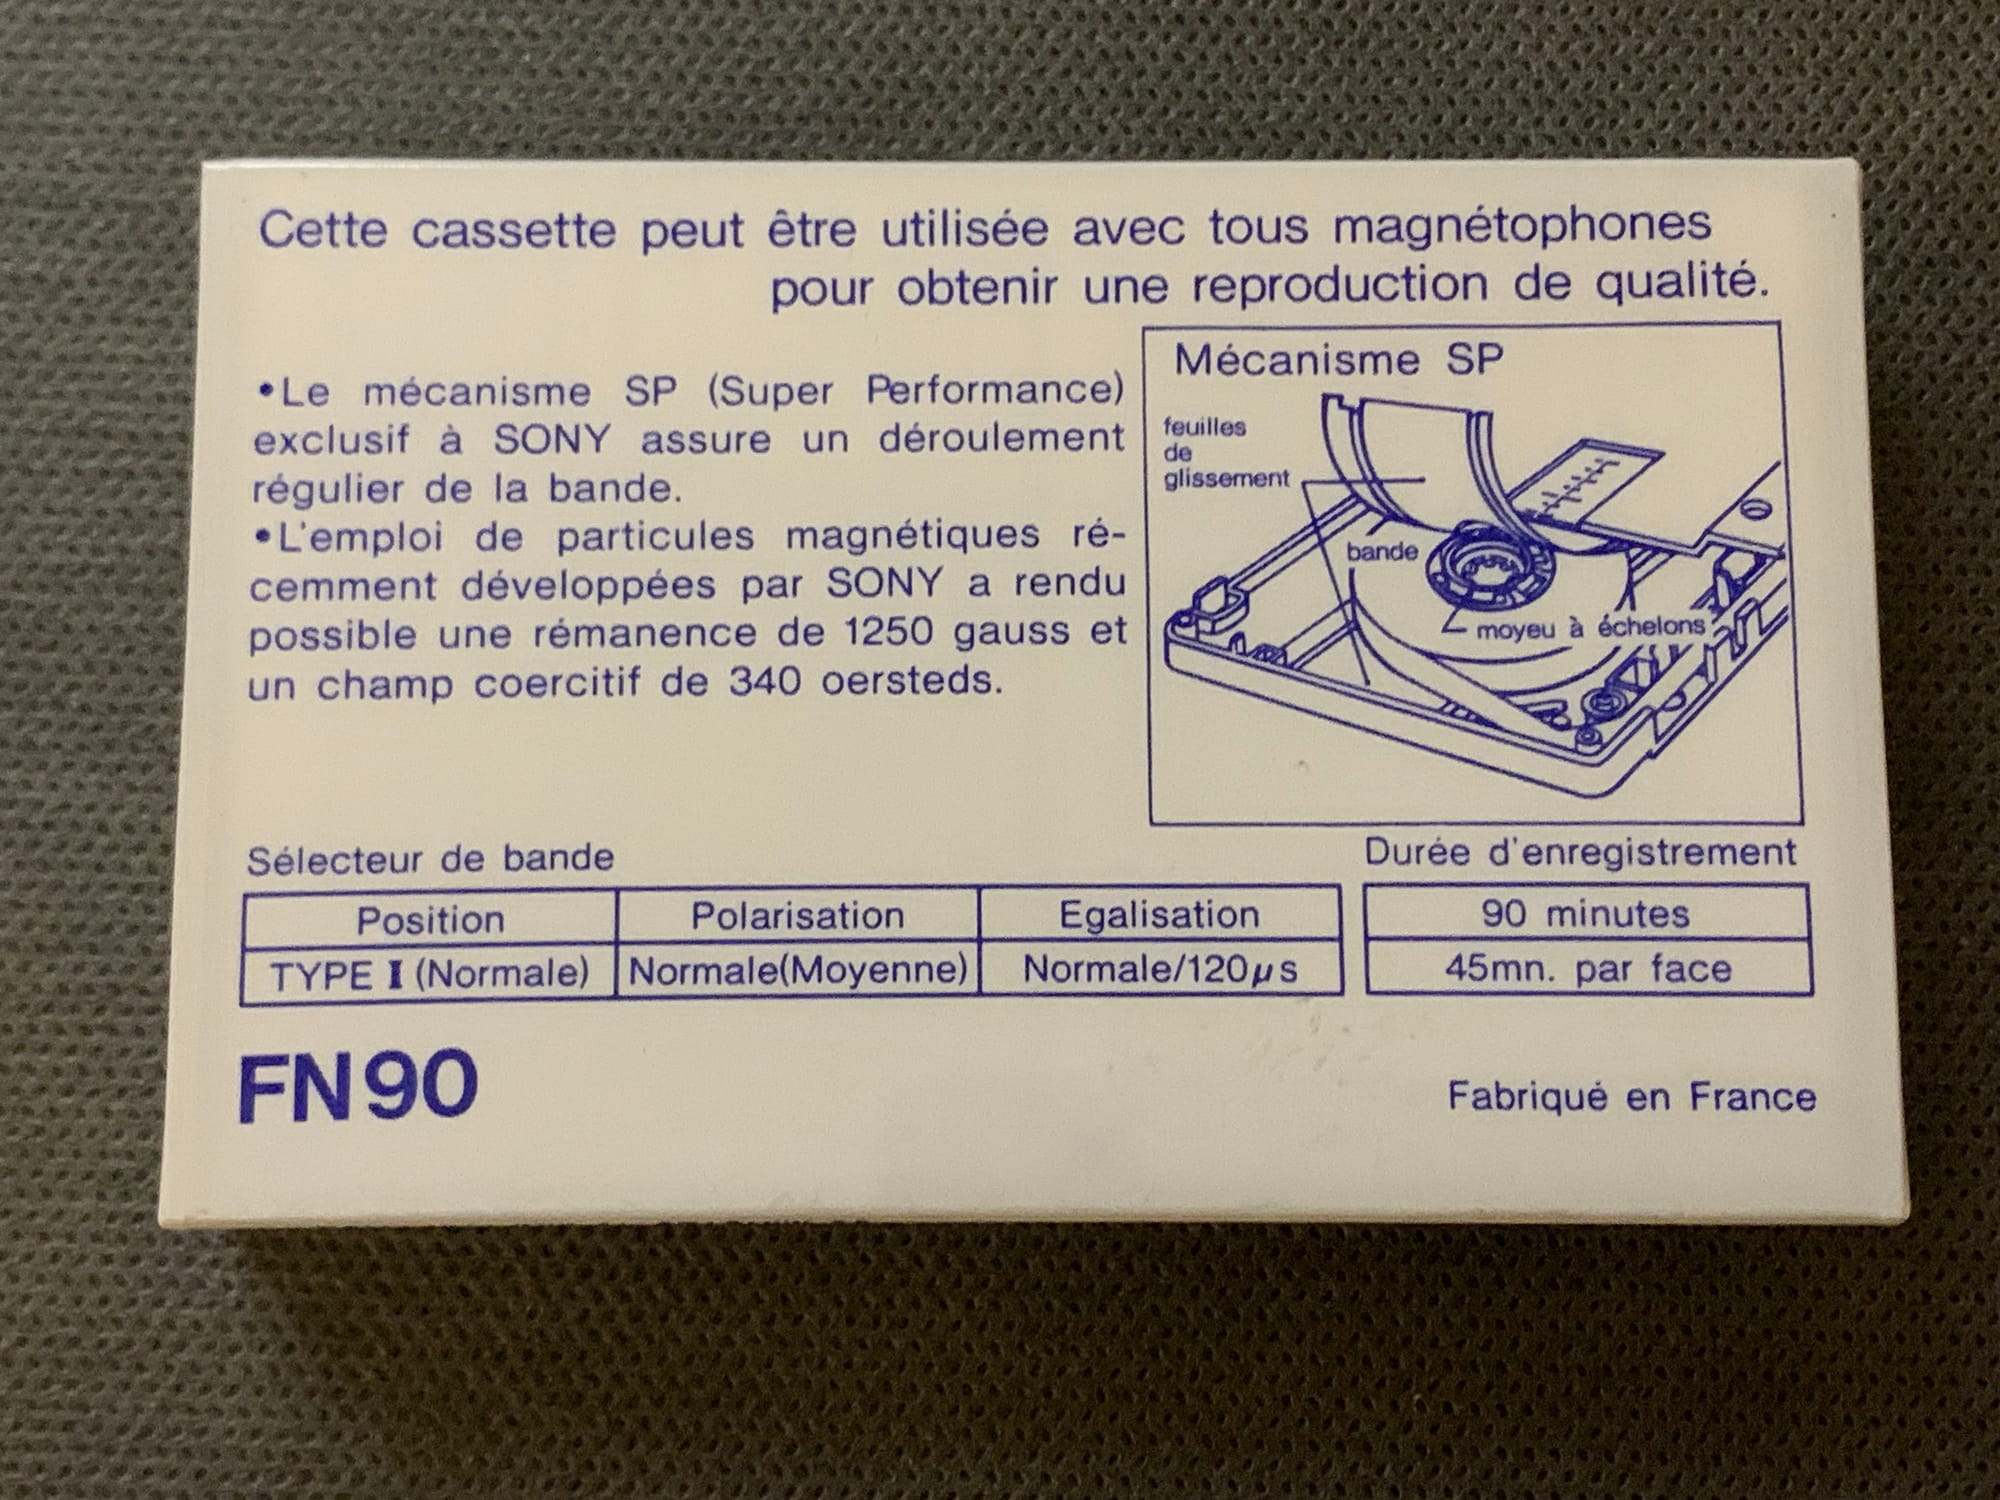 Cette cassette peut être utilisée avec tous magnétophones
pour obtenir une reproduction de qualité.
•Le mécanisme SP (Super Performance)
exclusif à SONY assure un déroulement
régulier de la bande.
•L'emploi de particules magnétiques ré-
cemment développées par SONY a rendu
possible une rémanence de 1250 gauss et
un champ coercitif de 340 oersteds.
Mécanisme SP
feuilles
de
glissement
bande
moyeu à échelons
Sélecteur de bande
Position Polarisation Egalisation
TYPE I (Normale) Normale(Moyenne) Normale/120μs
Durée d'enregistrement
90 minutes
45mn. par face
FN90
Fabriqué en France